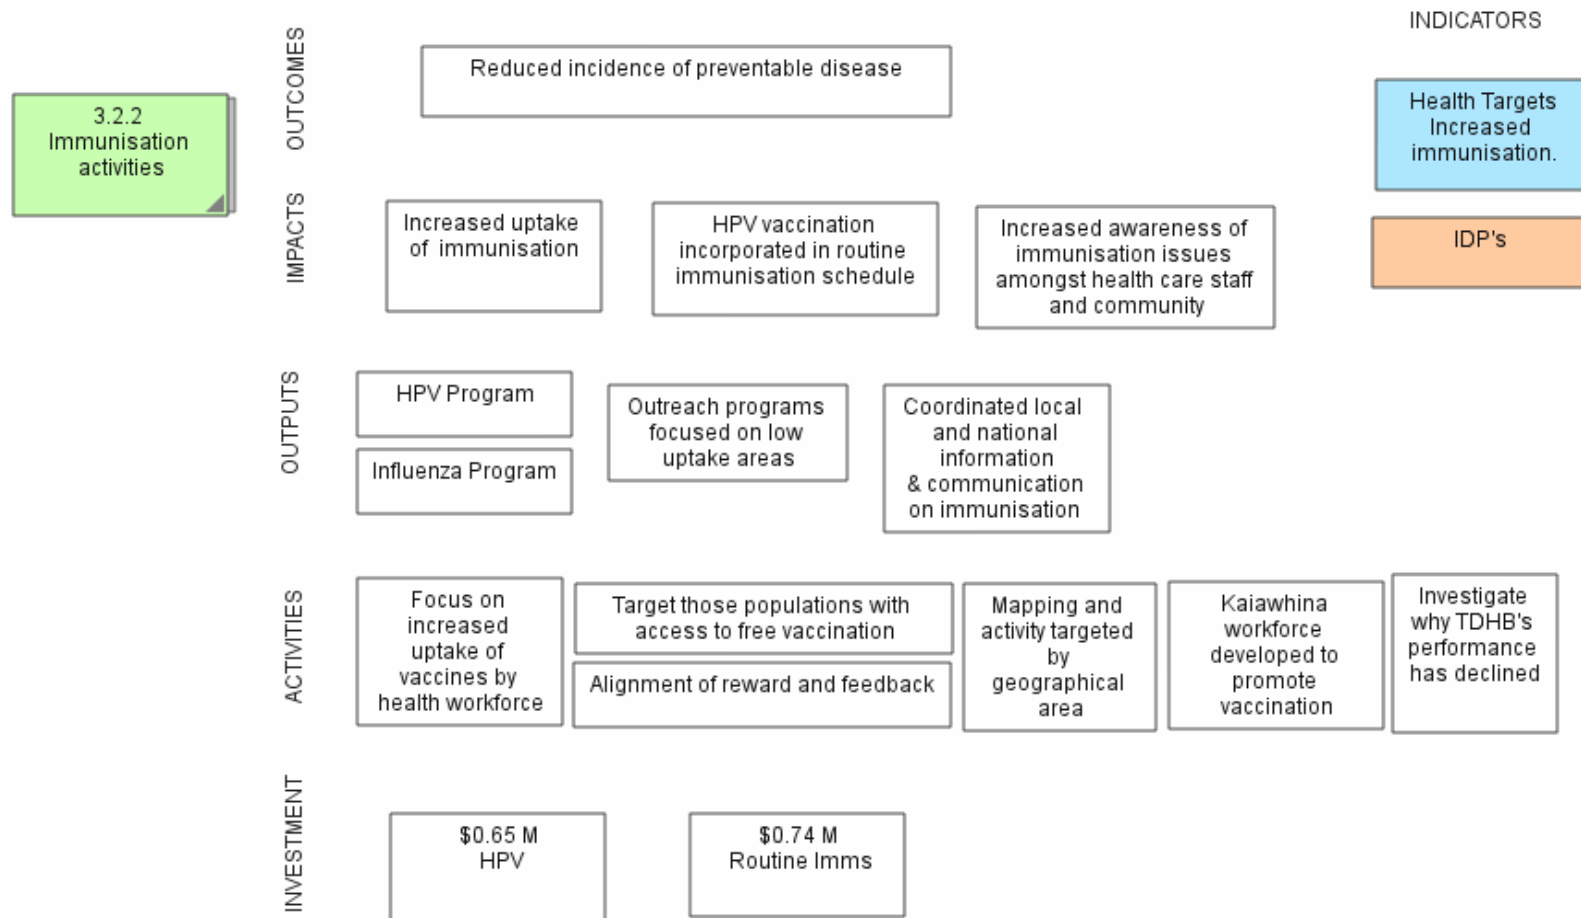 INDICATORS
OUTCOMES
Reduced incidence of preventable disease
3.2.2
Immunisation
activities
Health Targets
Increased
immunisation.
IMPACTS
Increased uptake
of immunisation
HPV vaccination
incorporated in routine
immunisation schedule
Increased awareness of
immunisation issues
amongst health care staff
and community
IDP's
OUTPUTS
HPV Program
Influenza Program
Outreach programs
focused on low
uptake areas
Coordinated local
and national
information
& communication
on immunisation
ACTIVITIES
Focus on
increased
uptake of
vaccines by
health workforce
Target those populations with
access to free vaccination
Alignment of reward and feedback
Mapping and
activity targeted
by
geographical
area
Kaiawhina
workforce
developed to
promote
vaccination
Investigate
why TDHB's
performance
has declined
INVESTMENT
$0.65 M
HPV
$0.74 M
Routine Imms